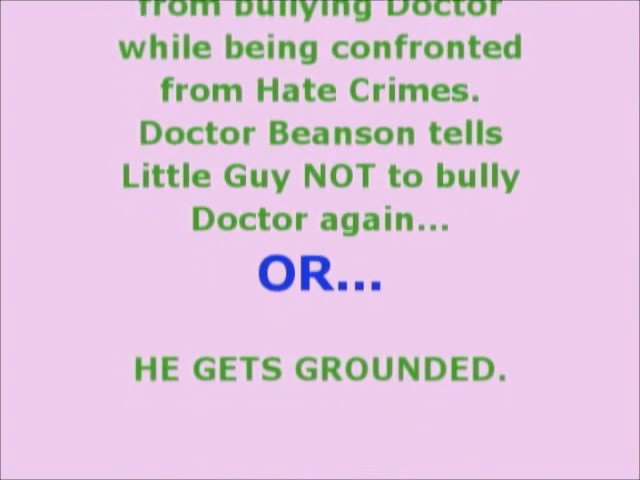 from bullying Doctor
while being confronted
from Hate Crimes.
Doctor Beanson tells
Little Guy NOT to bully
Doctor again...
OR...
HE GETS GROUNDED.